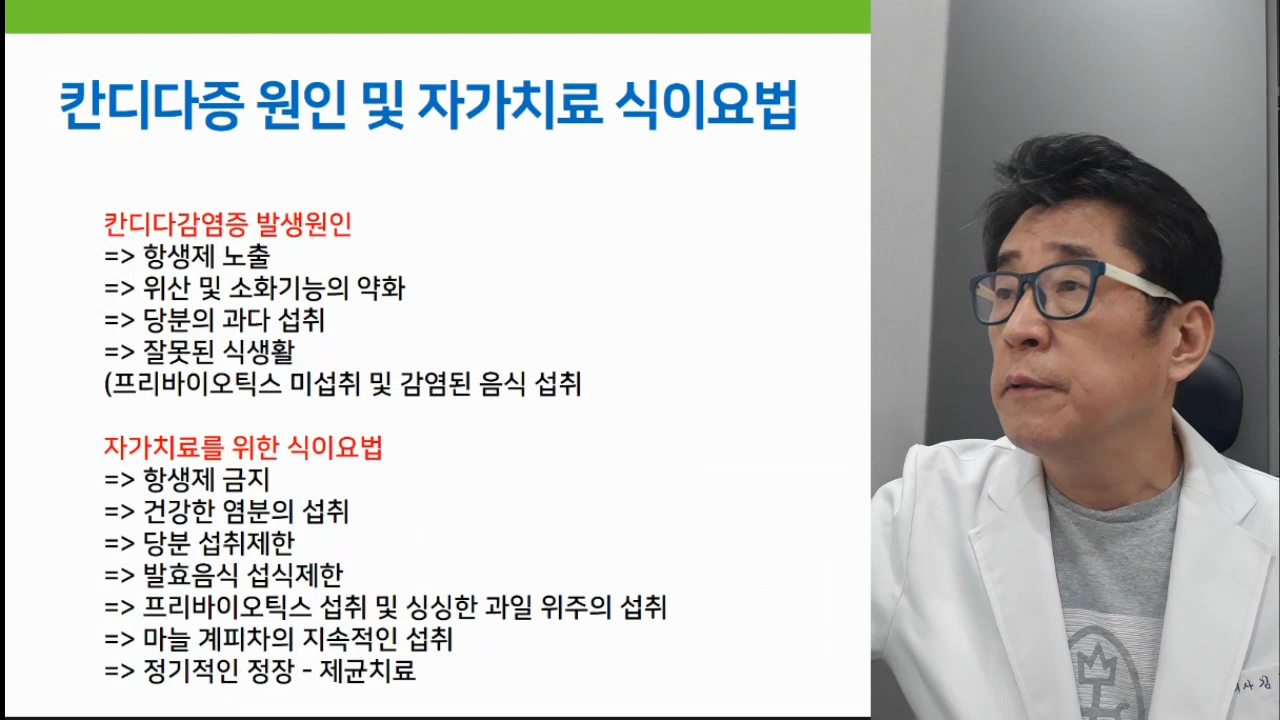 칸디다증 원인 및 자가치료 식이요법
칸디다감염증 발생원인
=> 항생제 노출
=> 위산 및 소화기능의 약화
=> 당분의 과다 섭취
=> 잘못된 식생활
(프리바이오틱스 미섭취 및 감염된 음식 섭취
자가치료를 위한 식이요법
=> 항생제 금지
=> 건강한 염분의 섭취
=> 당분 섭취제한
=> 발효음식 섭식제한
=> 프리바이오틱스 섭취 및 싱싱한 과일 위주의 섭취
=> 마늘 계피차의 지속적인 섭취
=> 정기적인 정장 - 제균치료